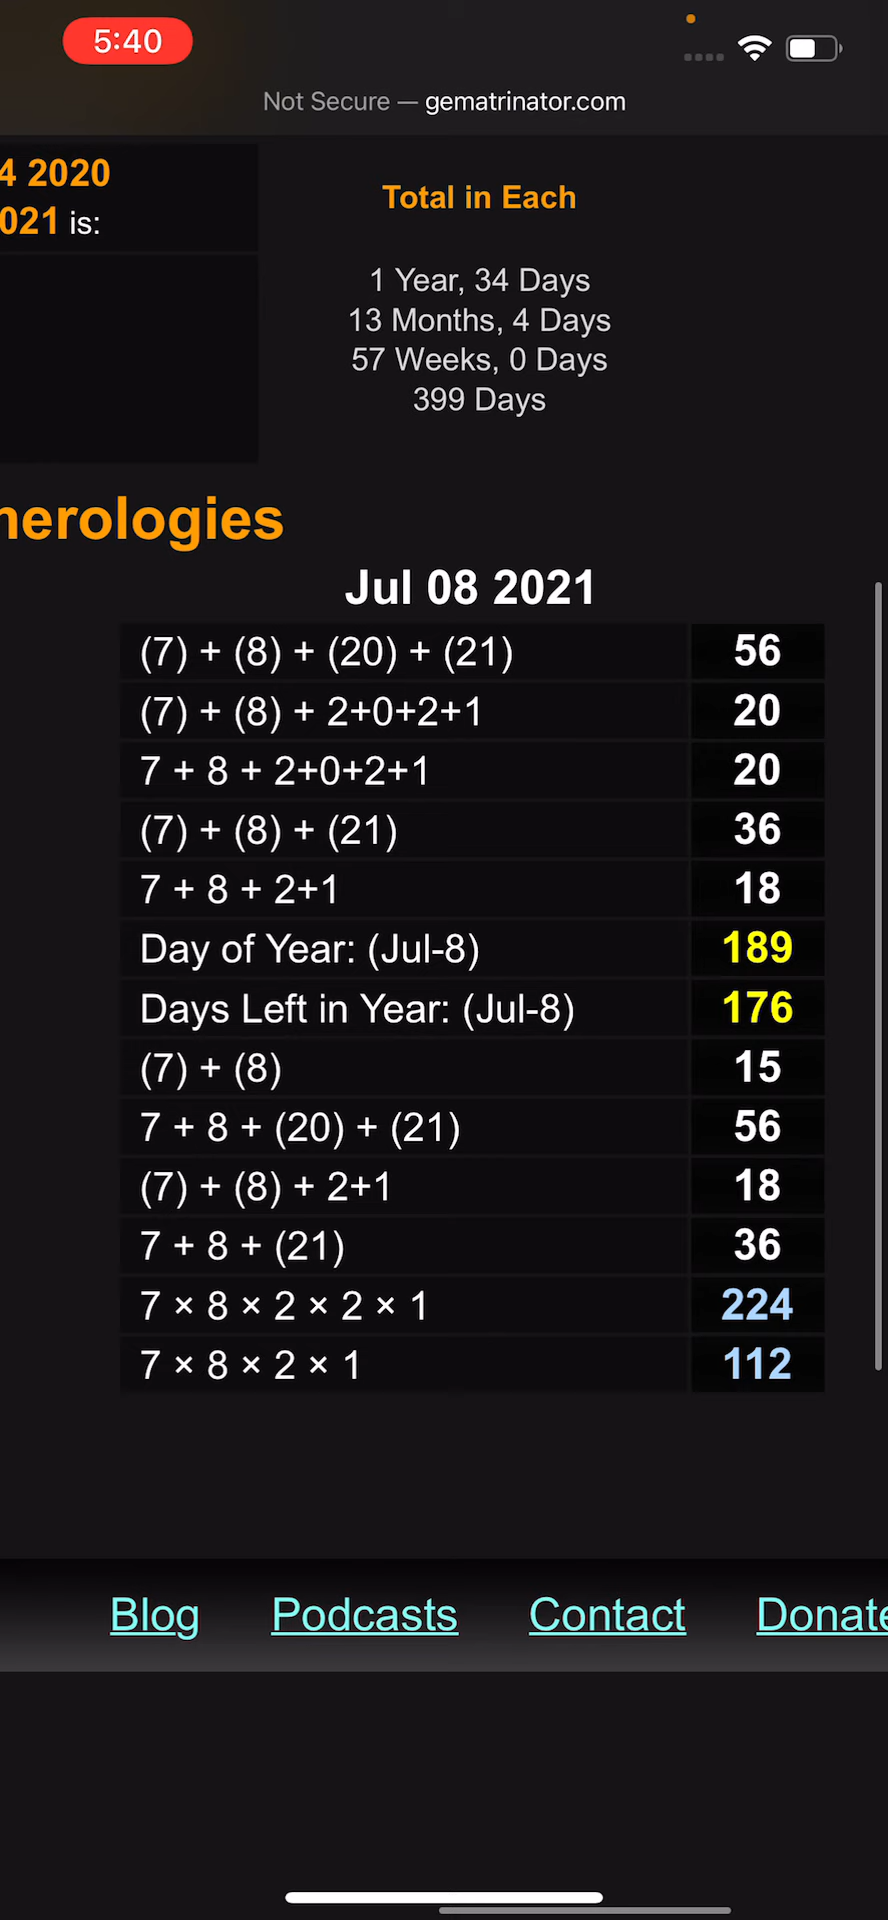 5:40
Not Secure — gematrinator.com
4 2020
021 is:
Total in Each
1 Year, 34 Days
13 Months, 4 Days
57 Weeks, 0 Days
399 Days
nerologies
Jul 08 2021
(7) + (8) + (20) + (21) 56
(7) + (8) + 2+0+2+1 20
7 + 8 + 2+0+2+1 20
(7) + (8) + (21) 36
7 + 8 + 2+1 18
Day of Year: (Jul-8) 189
Days Left in Year: (Jul-8) 176
(7) + (8) 15
7 + 8 + (20) + (21) 56
(7) + (8) + 2+1 18
7 + 8 + (21) 36
7 × 8 × 2 × 2 × 1 224
7 × 8 × 2 × 1 112
Blog Podcasts Contact Donate